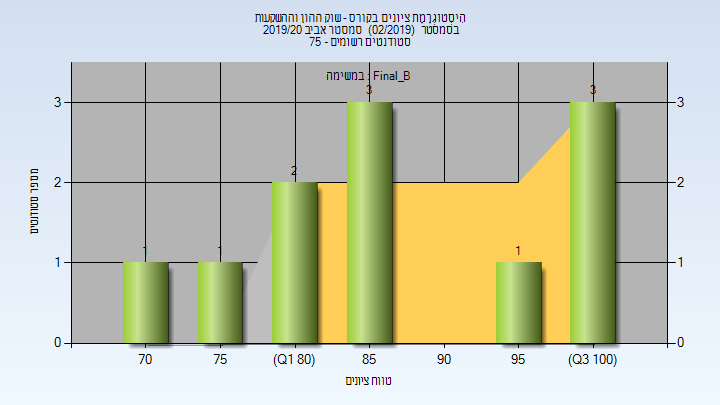 היסטוגרמת ציונים בקורס - שוק ההון וההשקעות
בסמסטר (02/2019) סמסטר אביב 2019/20
סטודנטים רשומים - 75
במשימה : Final_B
3 3
2 2
1 1
0 0
1 1 2 3 1 3
מספר סטודנטים
70 75 (Q1 80) 85 90 95 (Q3 100)
טווח ציונים